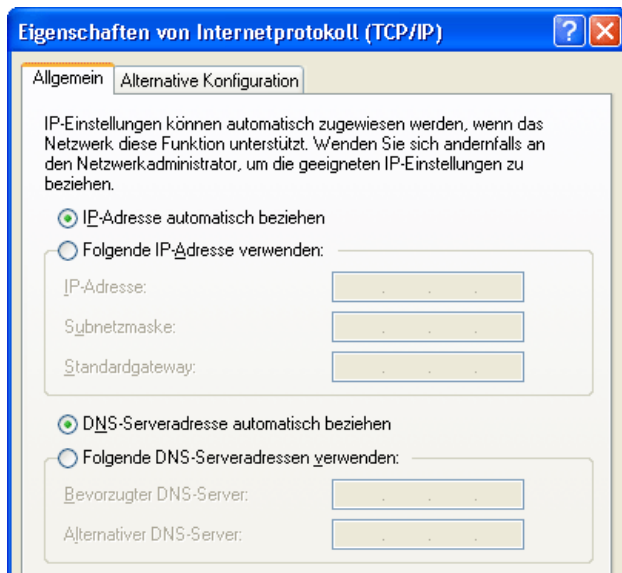 Eigenschaften von Internetprotokoll (TCP/IP)
Allgemein
Alternative Konfiguration
IP-Einstellungen können automatisch zugewiesen werden, wenn das
Netzwerk diese Funktion unterstützt. Wenden Sie sich andernfalls an
den Netzwerkadministrator, um die geeigneten IP-Einstellungen zu
beziehen.
IP-Adresse automatisch beziehen
Folgende IP-Adresse verwenden:
IP-Adresse:
Subnetzmaske:
Standardgateway:
DNS-Serveradresse automatisch beziehen
Folgende DNS-Serveradressen verwenden:
Bevorzugter DNS-Server:
Alternativer DNS-Server: